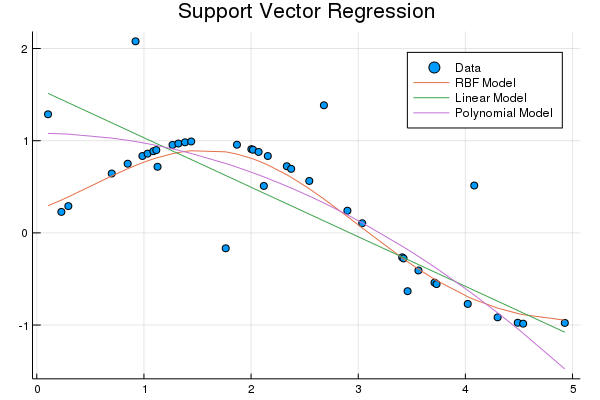 Support Vector Regression
Data
RBF Model
Linear Model
Polynomial Model
2
1
0
-1
0 1 2 3 4 5